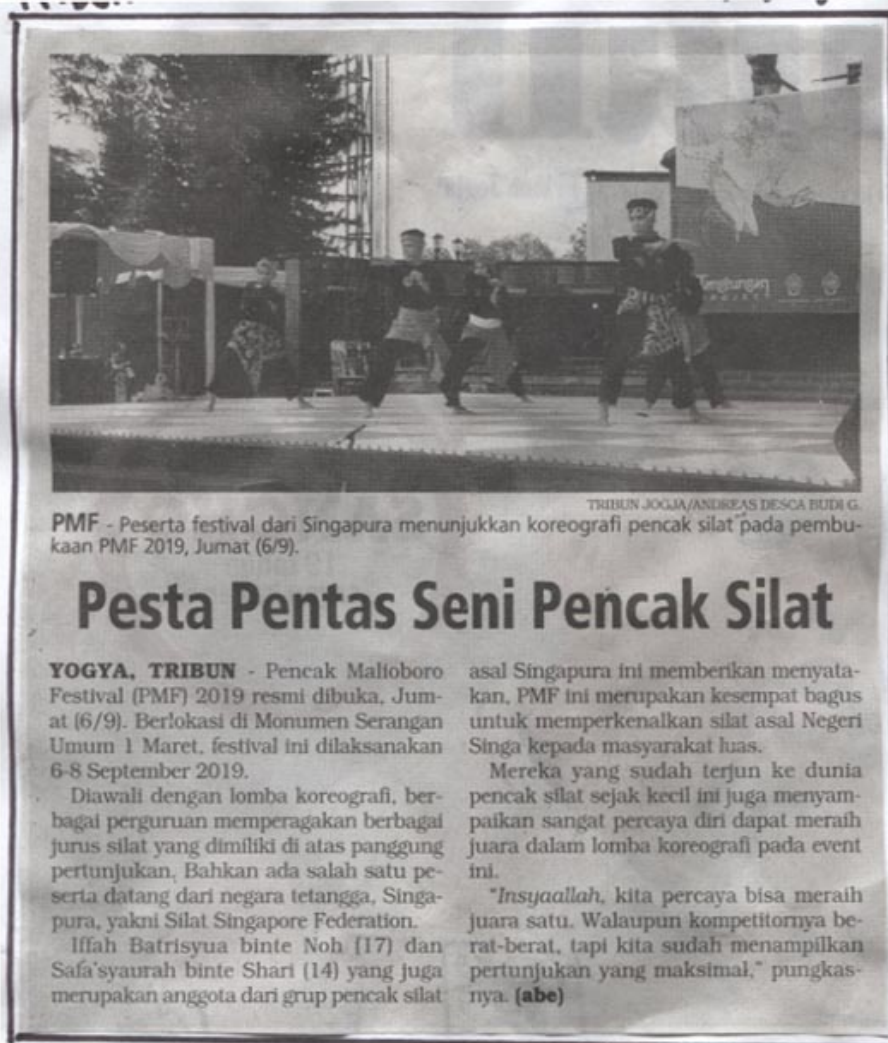 Tangtungan
PROJECT
TRIBUN JOGJA/ANDREAS DESCA BUDI G.
PMF - Peserta festival dari Singapura menunjukkan koreografi pencak silat pada pembu-
kaan PMF 2019, Jumat (6/9).
Pesta Pentas Seni Pencak Silat
YOGYA, TRIBUN - Pencak Malioboro
Festival (PMF) 2019 resmi dibuka, Jum-
at (6/9). Berlokasi di Monumen Serangan
Umum 1 Maret, festival ini dilaksanakan
6-8 September 2019.
Diawali dengan lomba koreografi, ber-
bagai perguruan memperagakan berbagai
jurus silat yang dimiliki di atas panggung
pertunjukan. Bahkan ada salah satu pe-
serta datang dari negara tetangga, Singa-
pura, yakni Silat Singapore Federation.
Iffah Batrisyua binte Noh (17) dan
Safa'syaurah binte Shari (14) yang juga
merupakan anggota dari grup pencak silat
asal Singapura ini memberikan menyata-
kan, PMF ini merupakan kesempat bagus
untuk memperkenalkan silat asal Negeri
Singa kepada masyarakat luas.
Mereka yang sudah terjun ke dunia
pencak silat sejak kecil ini juga menyam-
paikan sangat percaya diri dapat meraih
juara dalam lomba koreografi pada event
ini.
"Insyaallah, kita percaya bisa meraih
juara satu. Walaupun kompetitornya be-
rat-berat, tapi kita sudah menampilkan
pertunjukan yang maksimal," pungkas-
nya. (abe)